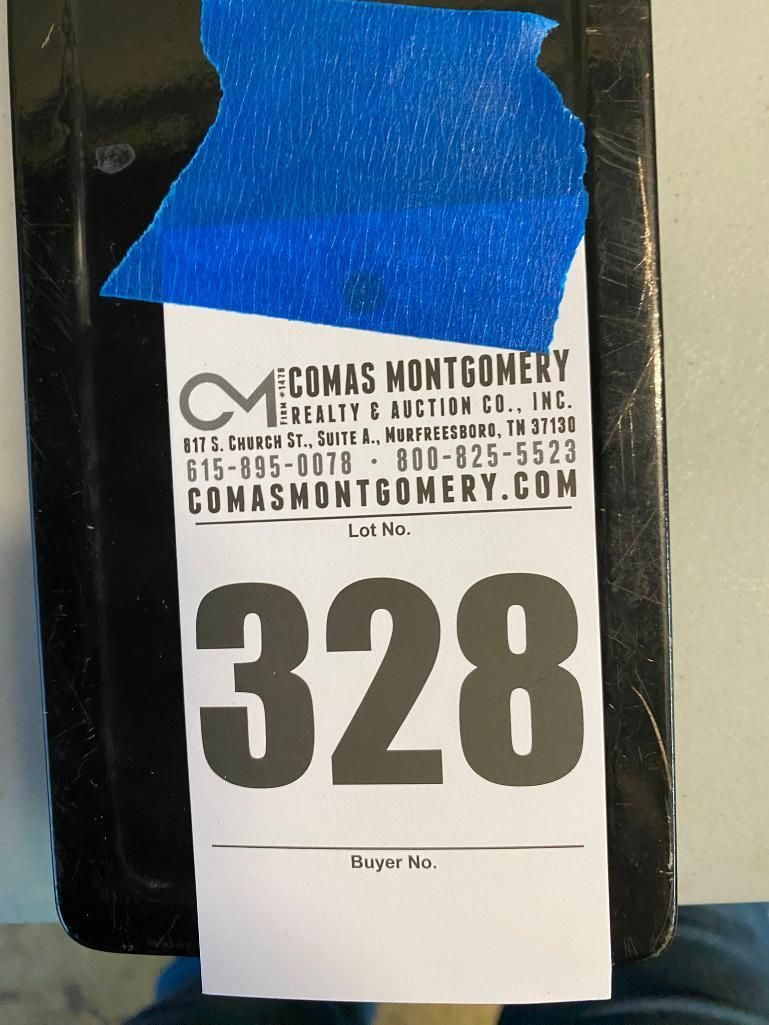 CM FIRM #1478 COMAS MONTGOMERY
REALTY & AUCTION CO., INC.
817 S. CHURCH ST., SUITE A., MURFREESBORO, TN 37130
615-895-0078 · 800-825-5523
COMASMONTGOMERY.COM
Lot No.
328
Buyer No.